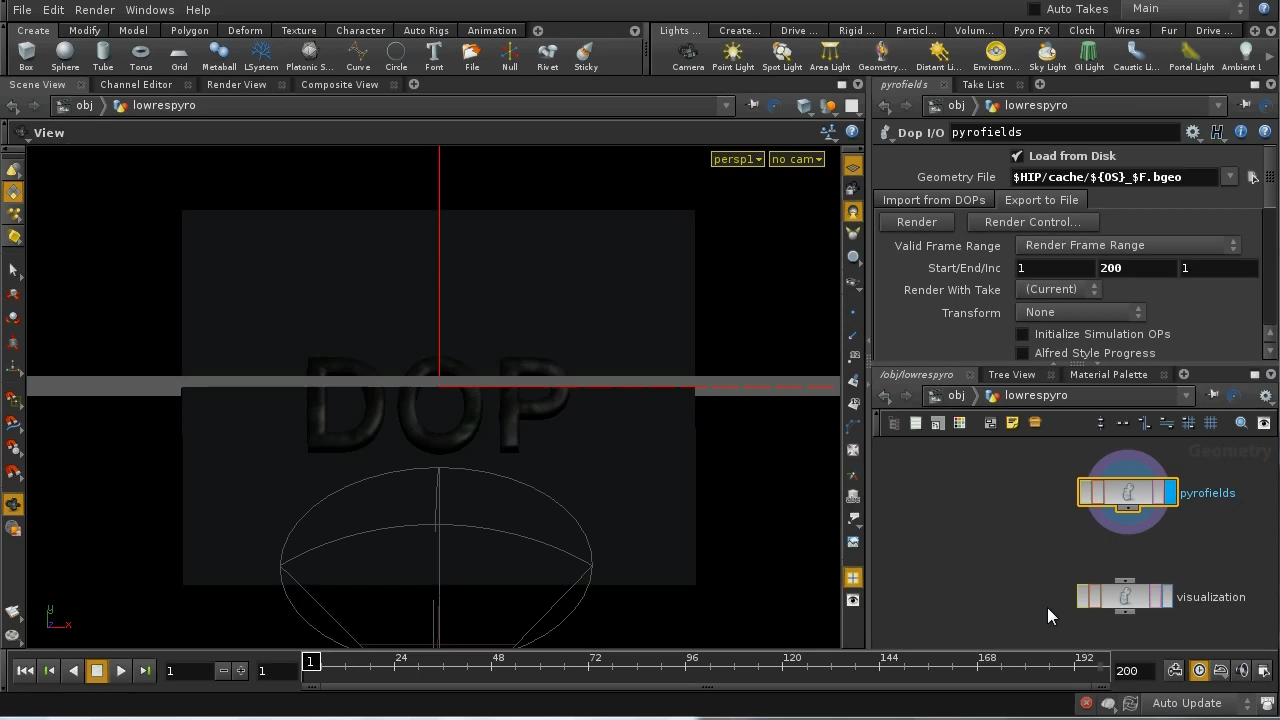 File Edit Render Windows Help Auto Takes Main
Create Modify Model Polygon Deform Texture Character Auto Rigs Animation Lights ... Create... Drive ... Rigid ... Particl... Volum... Pyro FX Cloth Wires Fur Drive ...
Box Sphere Tube Torus Grid Metaball LSystem Platonic S... Curve Circle Font File Null Rivet Sticky Camera Point Light Spot Light Area Light Geometry... Distant Li... Environm... Sky Light GI Light Caustic Li... Portal Light Ambient L
Scene View Channel Editor Render View Composite View pyrofields Take List
obj lowrespyro obj lowrespyro
View Dop I/O pyrofields
persp1 no cam
Load from Disk
Geometry File $HIP/cache/${OS}_$F.bgeo
Import from DOPs Export to File
Render Render Control...
Valid Frame Range Render Frame Range
Start/End/Inc 1 200 1
Render With Take (Current)
Transform None
Initialize Simulation OPs
Alfred Style Progress
DOP
/obj/lowrespyro Tree View Material Palette
obj lowrespyro
Geometry
pyrofields
visualization
y
x
1 1 1 24 48 72 96 120 144 168 192 200
Auto Update